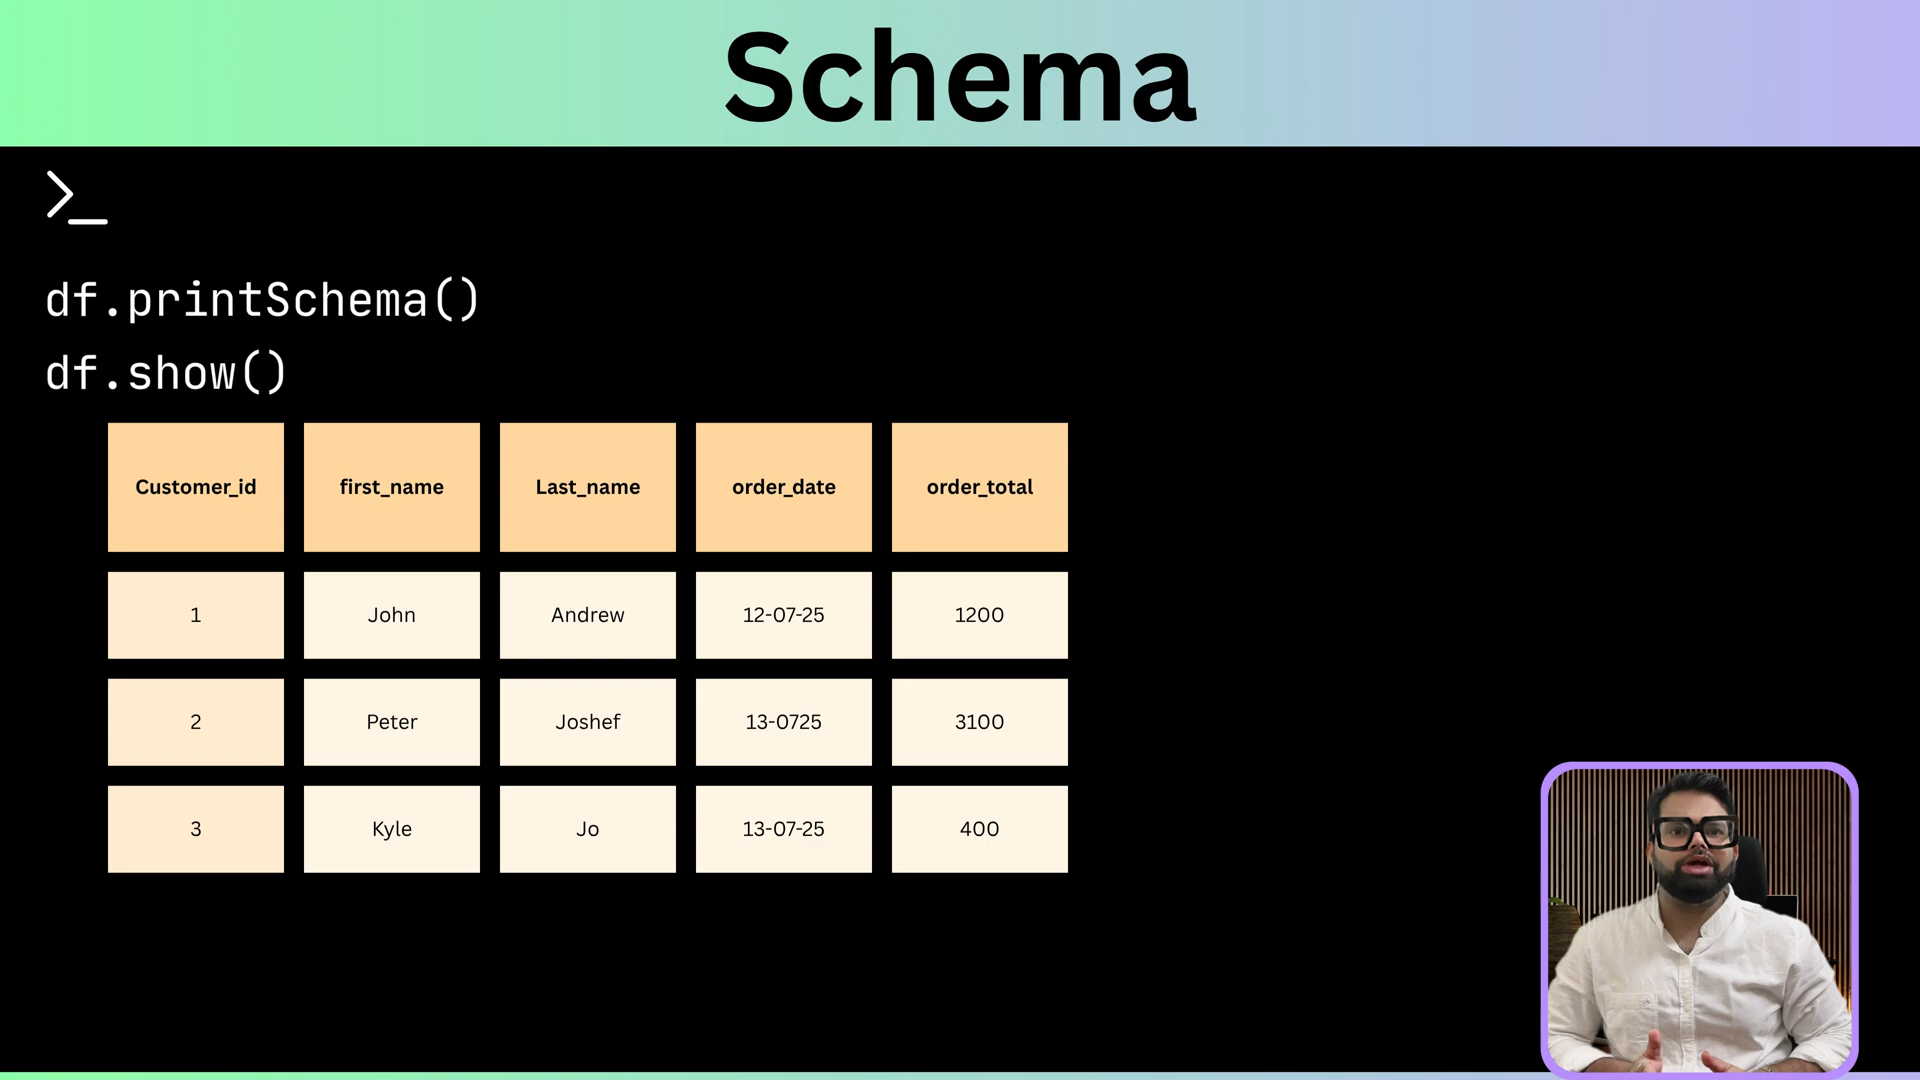 Schema
>_
df.printSchema()
df.show()
Customer_id first_name Last_name order_date order_total
1 John Andrew 12-07-25 1200
2 Peter Joshef 13-0725 3100
3 Kyle Jo 13-07-25 400